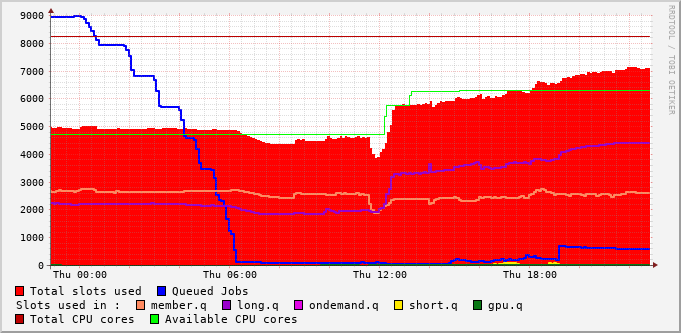 9000
8000
7000
6000
5000
4000
3000
2000
1000
0
Thu 00:00 Thu 06:00 Thu 12:00 Thu 18:00
RRDTOOL / TOBI OETIKER
Total slots used Queued Jobs
Slots used in : member.q long.q ondemand.q short.q gpu.q
Total CPU cores Available CPU cores